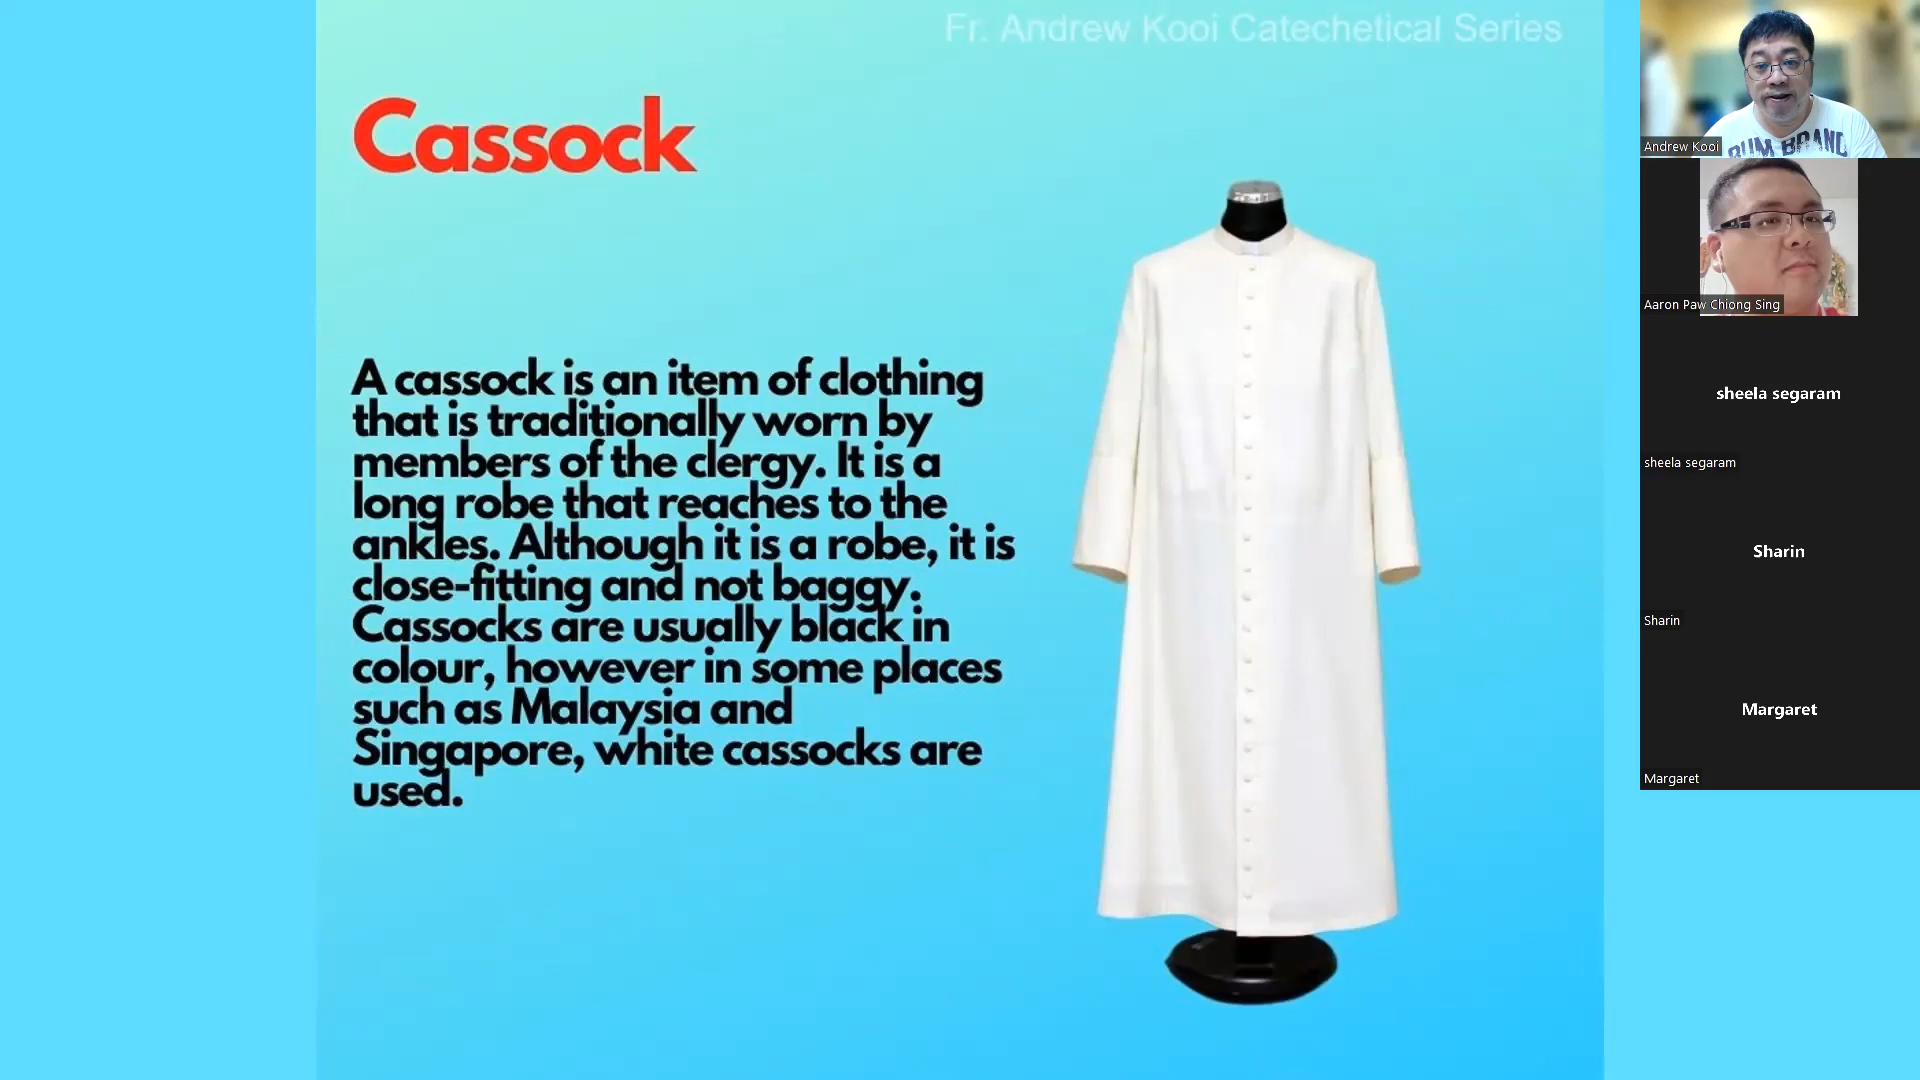 Fr. Andrew Kooi Catechetical Series
Cassock
A cassock is an item of clothing
that is traditionally worn by
members of the clergy. It is a
long robe that reaches to the
ankles. Although it is a robe, it is
close-fitting and not baggy.
Cassocks are usually black in
colour, however in some places
such as Malaysia and
Singapore, white cassocks are
used.
BUM BRAND
Andrew Kooi
Aaron Paw Chiong Sing
sheela segaram
sheela segaram
Sharin
Sharin
Margaret
Margaret